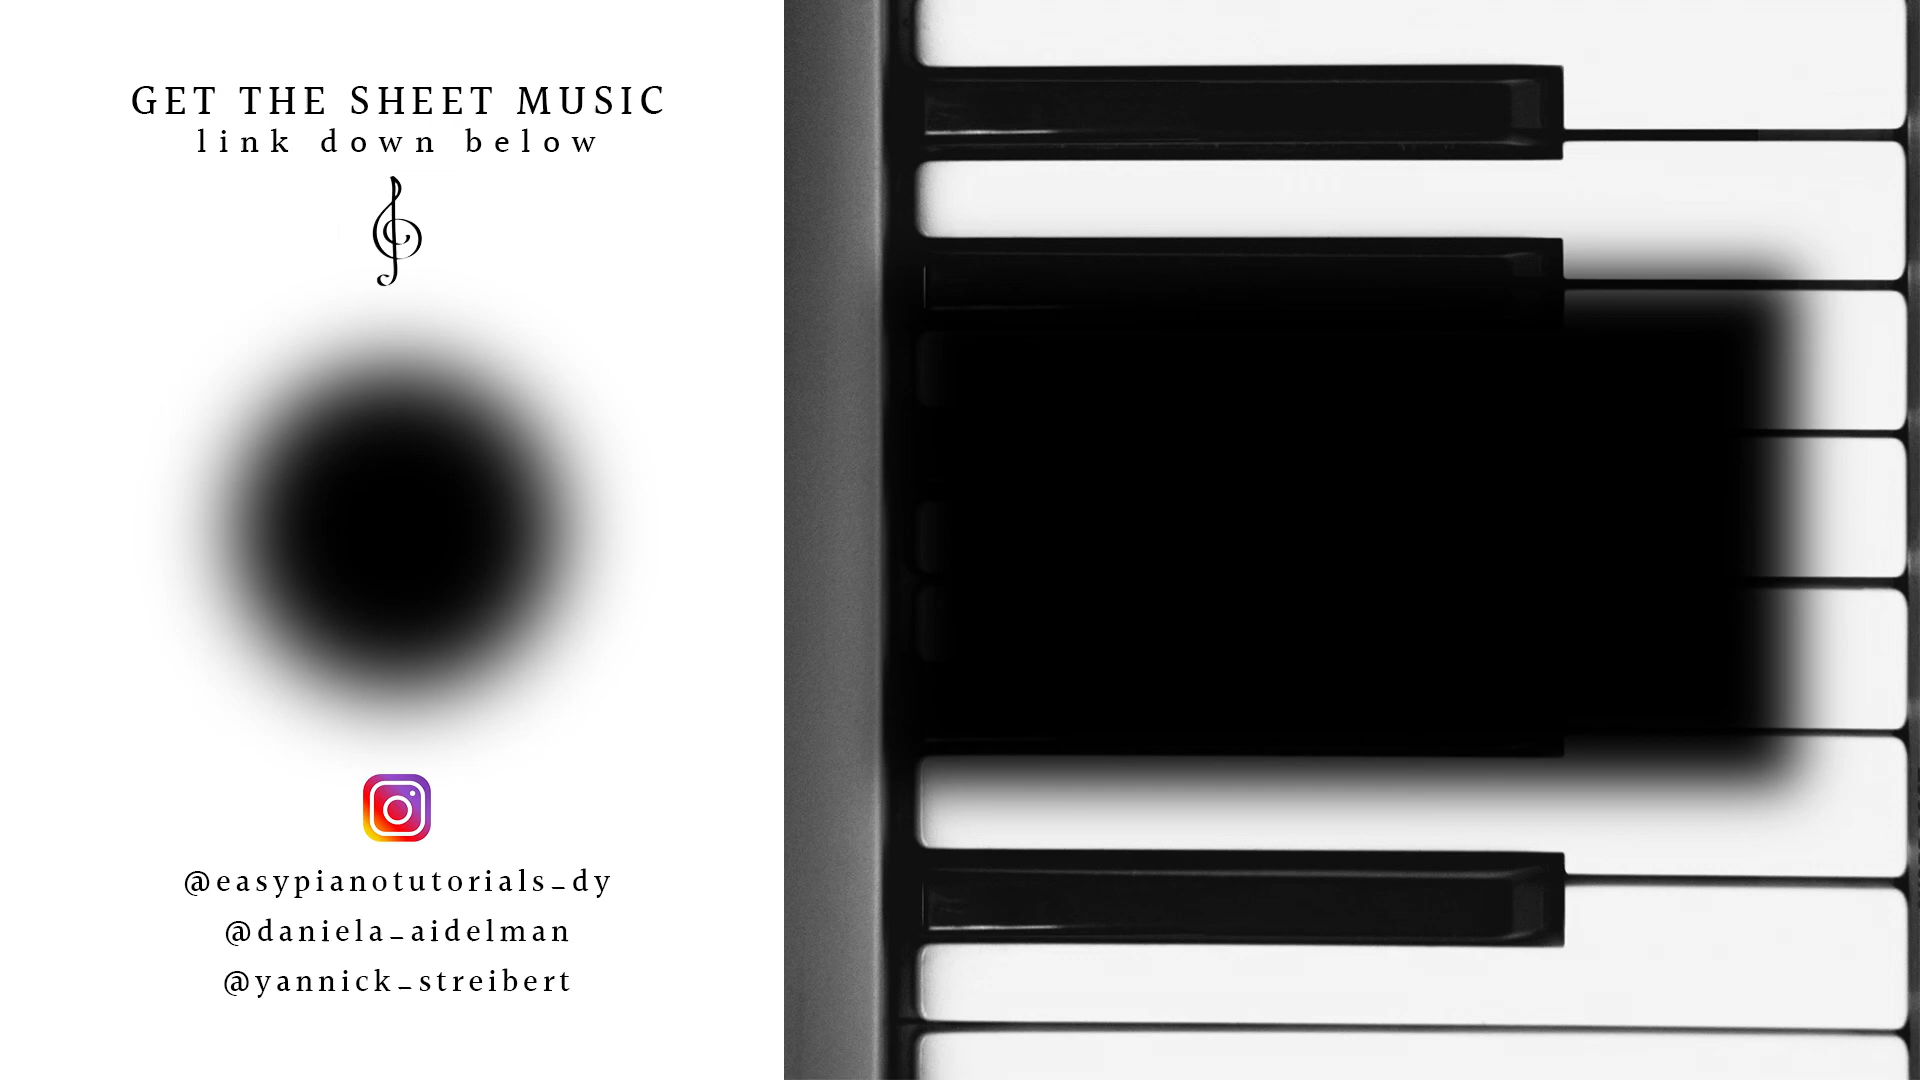 GET THE SHEET MUSIC
link down below
@easypianotutorials_dy
@daniela_aidelman
@yannick_streibert